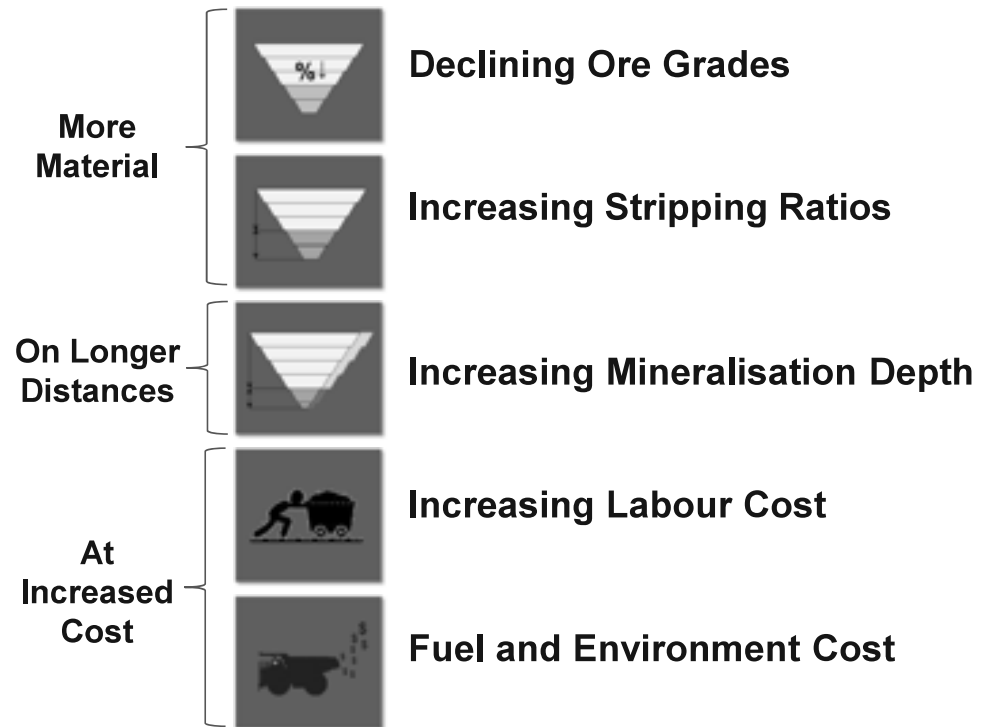 More
Material
%↓
Declining Ore Grades
Increasing Stripping Ratios
On Longer
Distances
Increasing Mineralisation Depth
At
Increased
Cost
Increasing Labour Cost
Fuel and Environment Cost